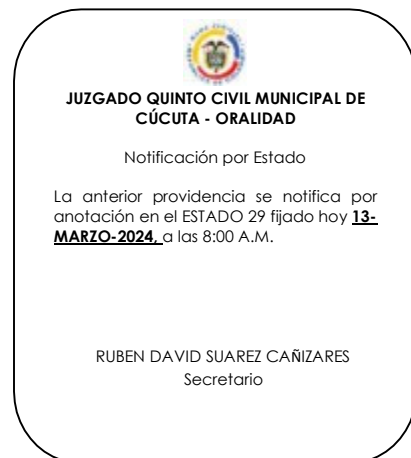 JUZGADO QUINTO CIVIL MUNICIPAL DE
CÚCUTA - ORALIDAD
Notificación por Estado
La anterior providencia se notifica por
anotación en el ESTADO 29 fijado hoy 13-
MARZO-2024, a las 8:00 A.M.
RUBEN DAVID SUAREZ CAÑIZARES
Secretario